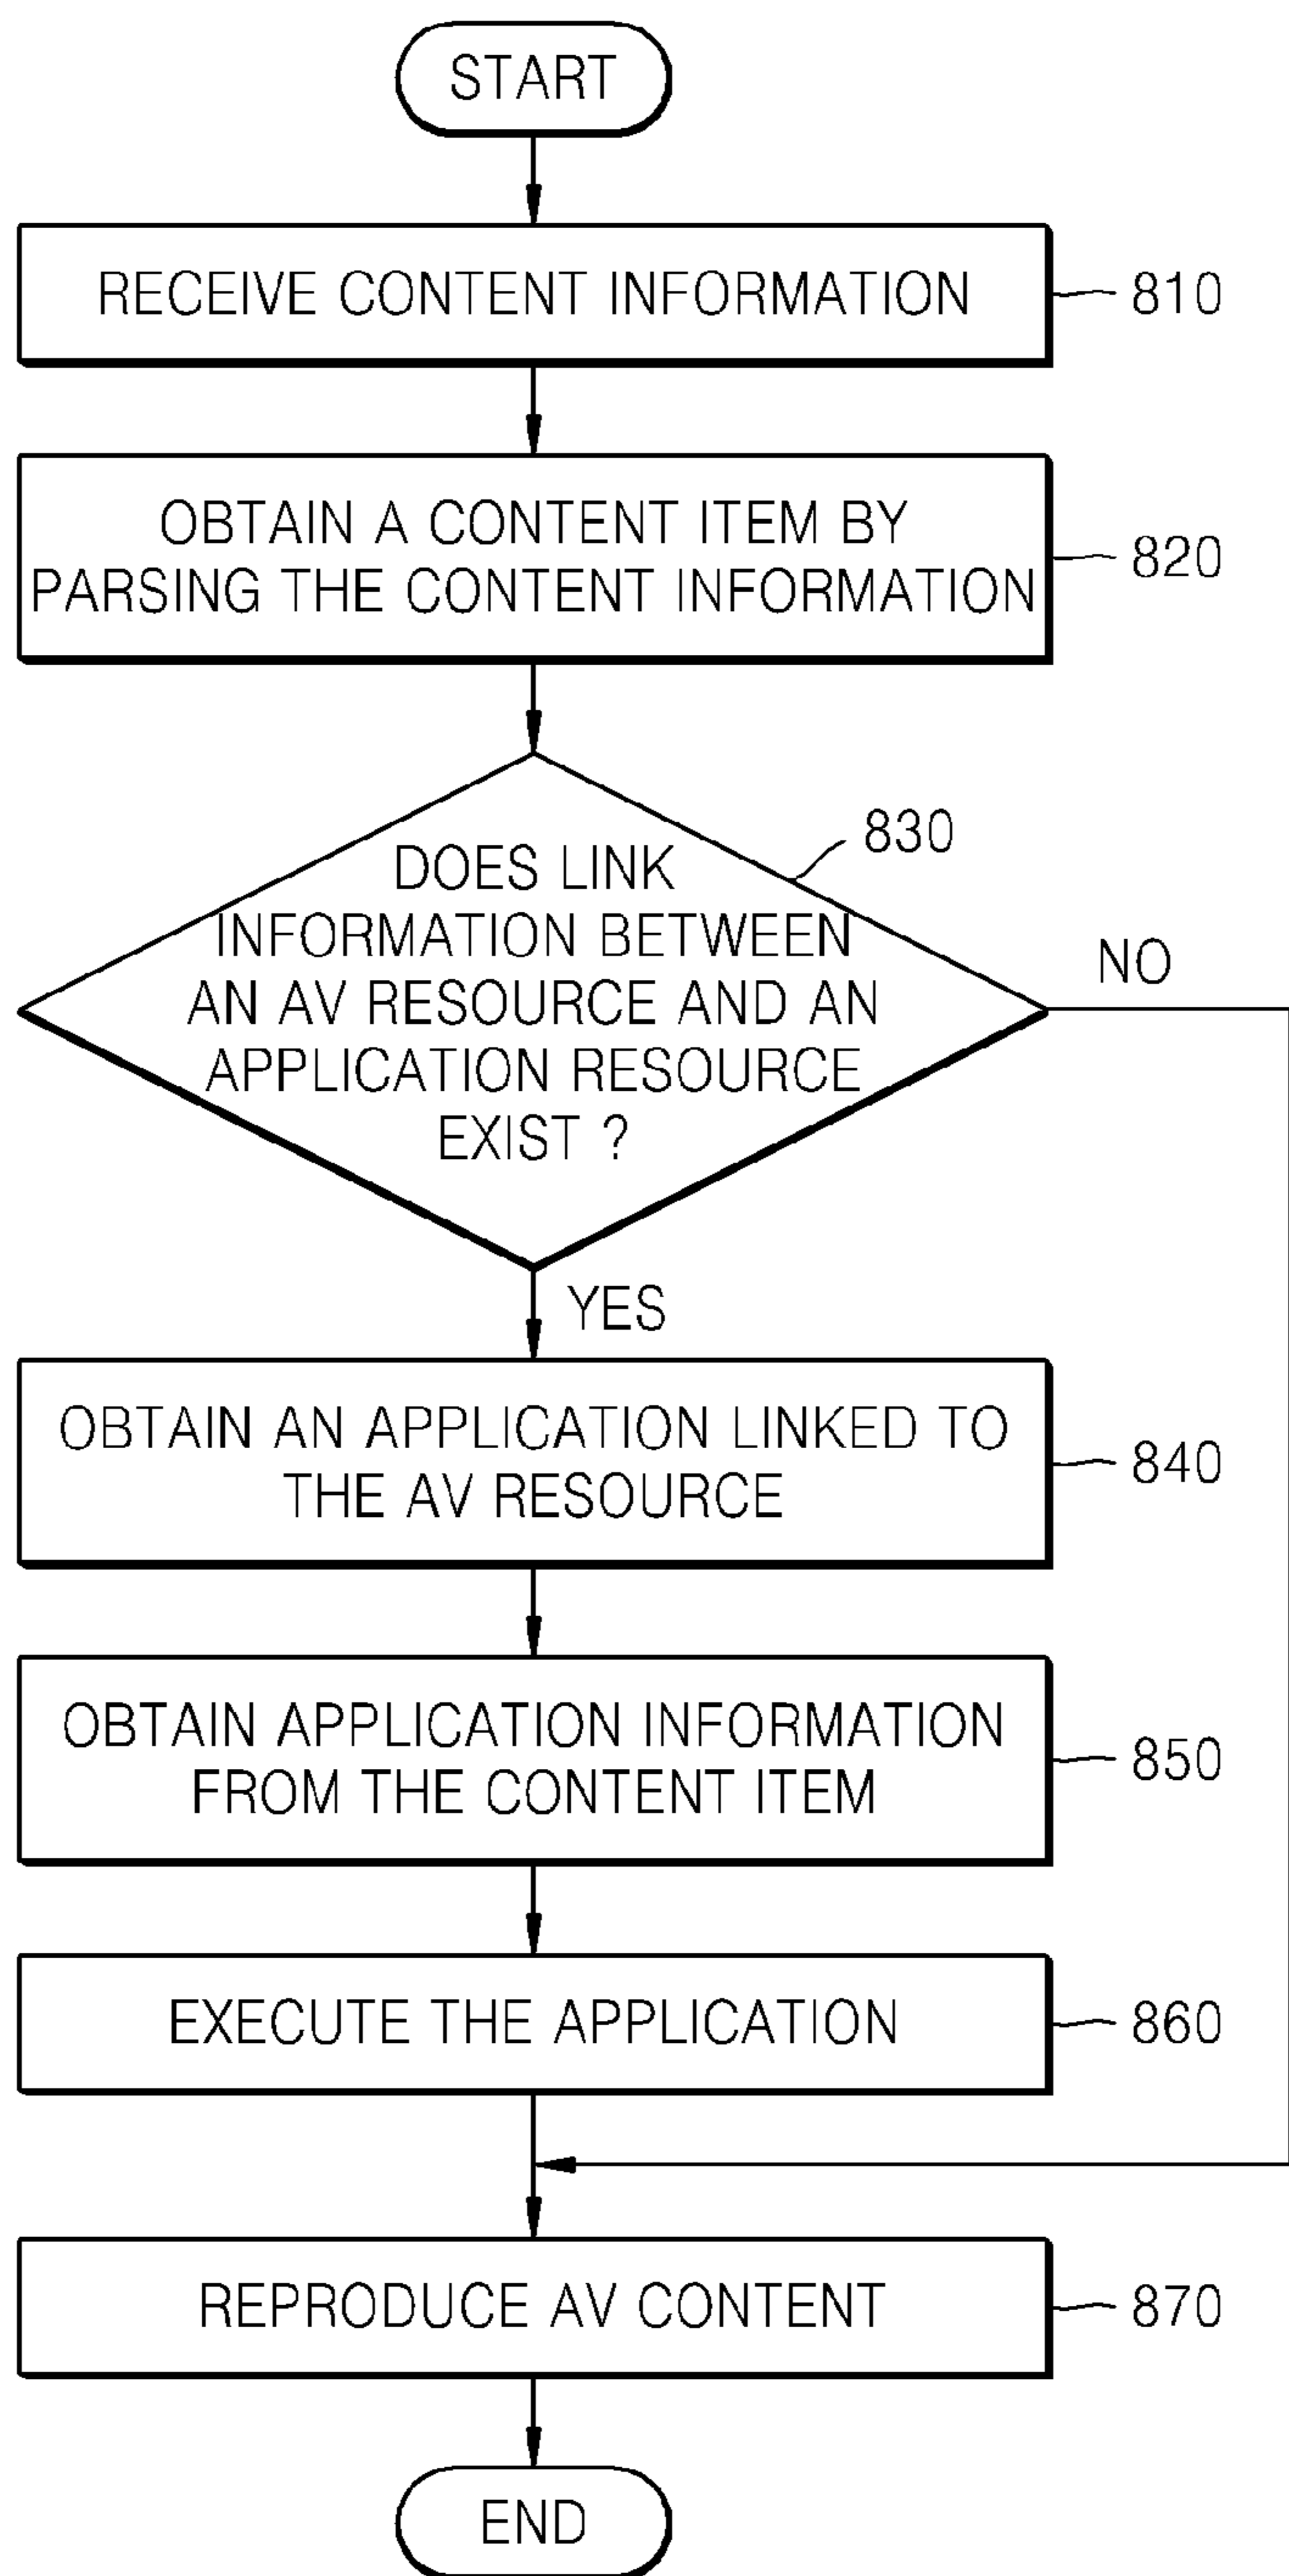 START
RECEIVE CONTENT INFORMATION
810
OBTAIN A CONTENT ITEM BY
PARSING THE CONTENT INFORMATION
820
830
DOES LINK
INFORMATION BETWEEN
AN AV RESOURCE AND AN
APPLICATION RESOURCE
EXIST ?
NO
YES
OBTAIN AN APPLICATION LINKED TO
THE AV RESOURCE
840
OBTAIN APPLICATION INFORMATION
FROM THE CONTENT ITEM
850
EXECUTE THE APPLICATION
860
REPRODUCE AV CONTENT
870
END